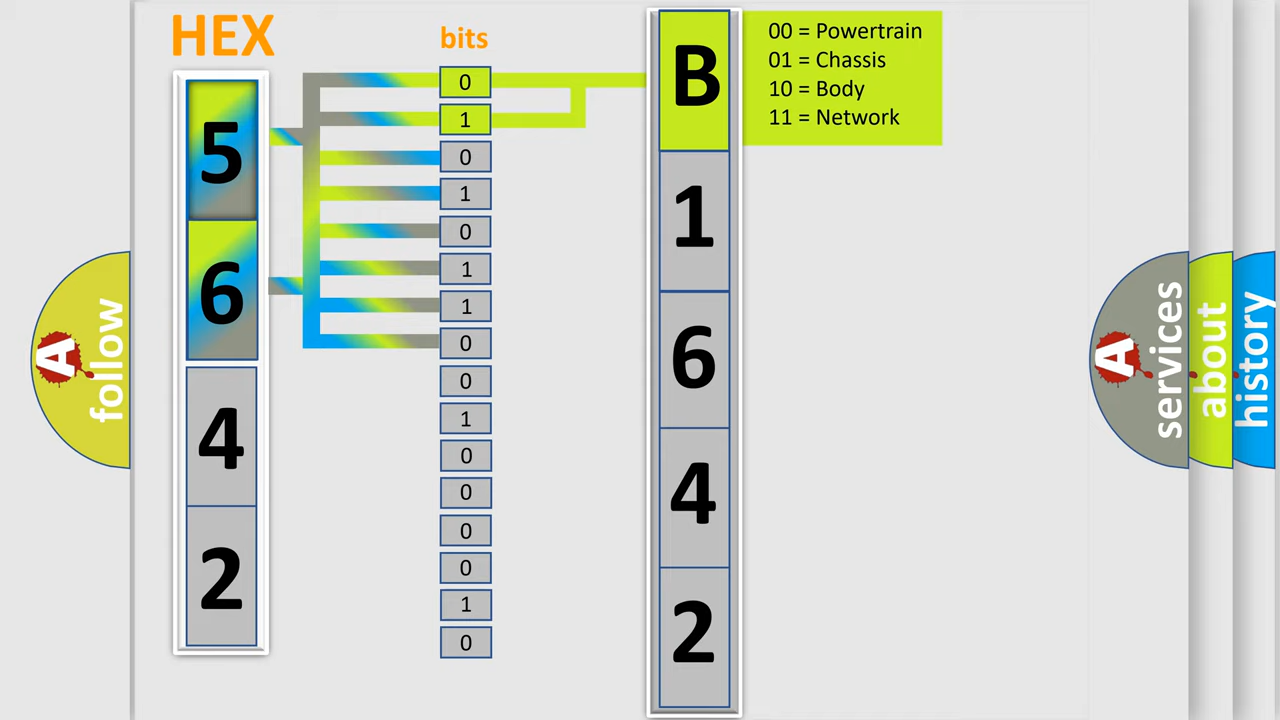 HEX
bits
5
6
4
2
0
1
0
1
0
1
1
0
0
1
0
0
0
0
1
0
B
1
6
4
2
00 = Powertrain
01 = Chassis
10 = Body
11 = Network
A
follow
A
services
about
history